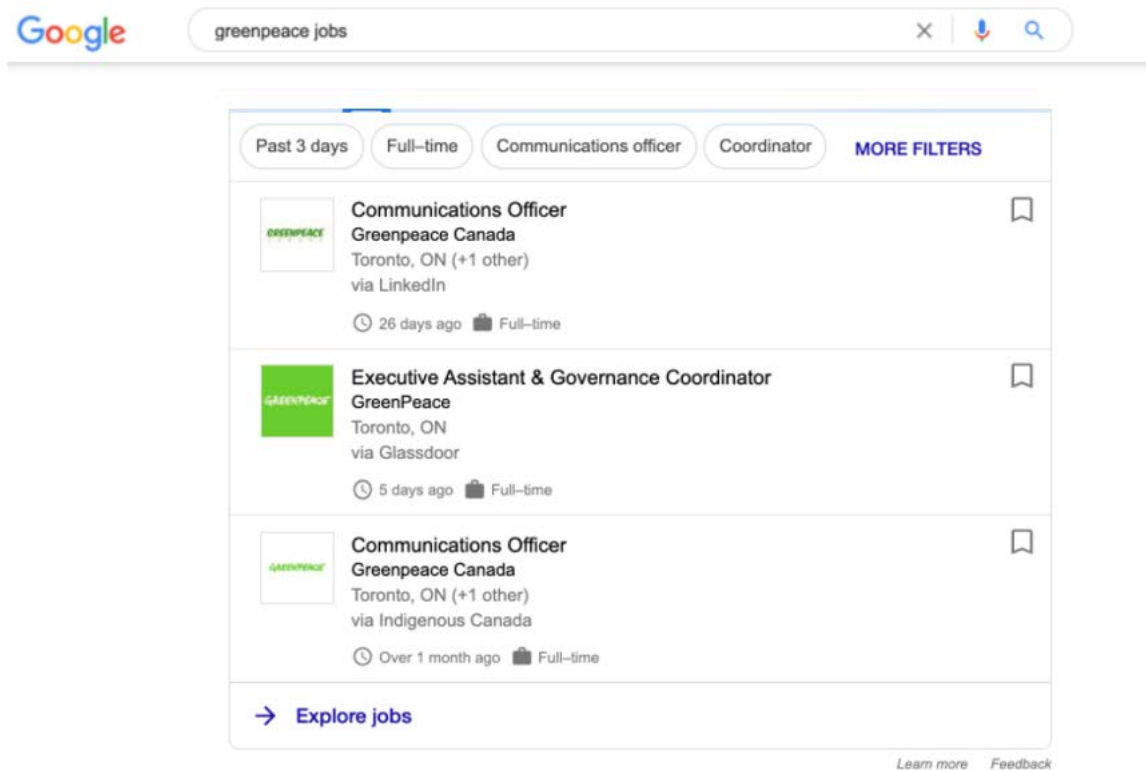 Google
greenpeace jobs
Past 3 days
Full–time
Communications officer
Coordinator
MORE FILTERS
GREENPEACE
Communications Officer
Greenpeace Canada
Toronto, ON (+1 other)
via LinkedIn
26 days ago Full–time
GREENPEACE
Executive Assistant & Governance Coordinator
GreenPeace
Toronto, ON
via Glassdoor
5 days ago Full–time
GREENPEACE
Communications Officer
Greenpeace Canada
Toronto, ON (+1 other)
via Indigenous Canada
Over 1 month ago Full–time
Explore jobs
Learn more Feedback